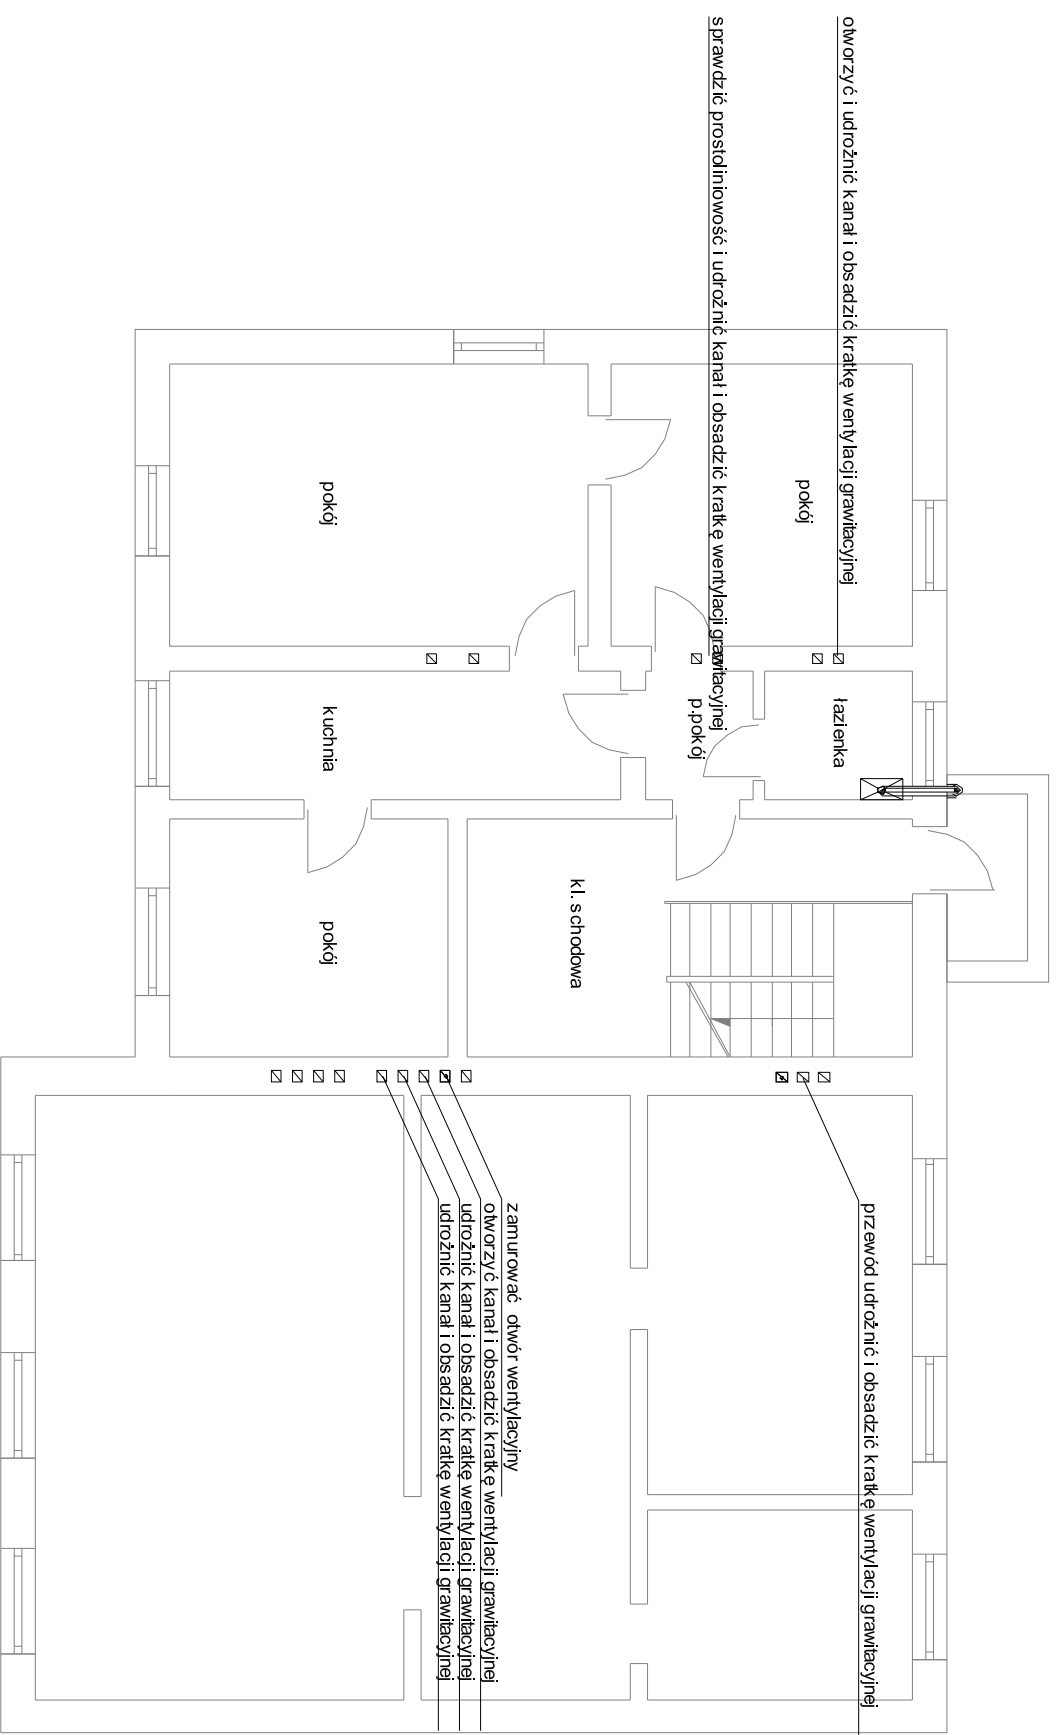 otworzyć i udrożnić kanał i obsadzić kratkę wentylacji grawitacyjnej
sprawdzić prostoliniowość i udrożnić kanał i obsadzić kratkę wentylacji grawitacyjnej
pokój
pokój
łazienka
p.pokój
kuchnia
kl. schodowa
pokój
przewód udrożnić i obsadzić kratkę wentylacji grawitacyjnej
zamurować otwór wentylacyjny
otworzyć kanał i obsadzić kratkę wentylacji grawitacyjnej
udrożnić kanał i obsadzić kratkę wentylacji grawitacyjnej
udrożnić kanał i obsadzić kratkę wentylacji grawitacyjnej